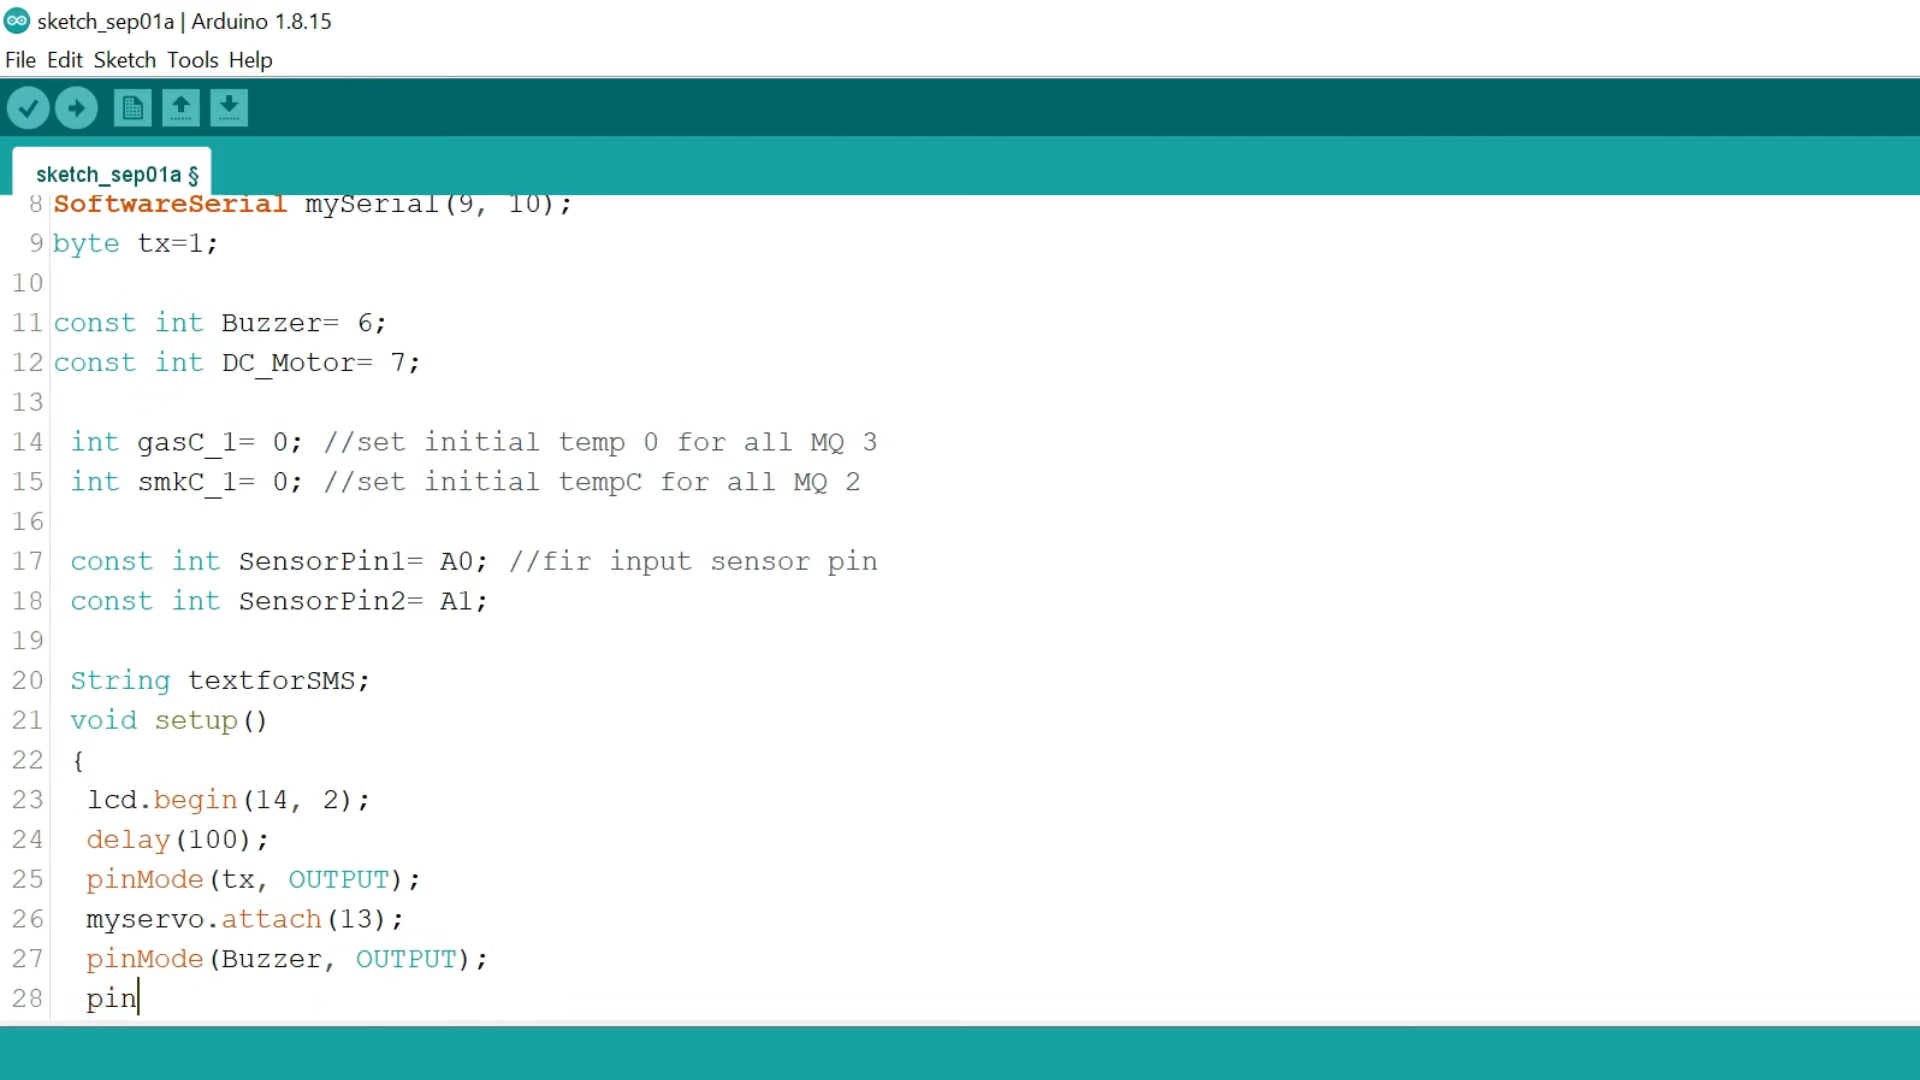 sketch_sep01a | Arduino 1.8.15
File Edit Sketch Tools Help
sketch_sep01a §
8 SoftwareSerial mySerial(9, 10);
9 byte tx=1;
10
11 const int Buzzer= 6;
12 const int DC_Motor= 7;
13
14 int gasC_1= 0; //set initial temp 0 for all MQ 3
15 int smkC_1= 0; //set initial tempC for all MQ 2
16
17 const int SensorPin1= A0; //fir input sensor pin
18 const int SensorPin2= A1;
19
20 String textforSMS;
21 void setup()
22 {
23 lcd.begin(14, 2);
24 delay(100);
25 pinMode(tx, OUTPUT);
26 myservo.attach(13);
27 pinMode(Buzzer, OUTPUT);
28 pin